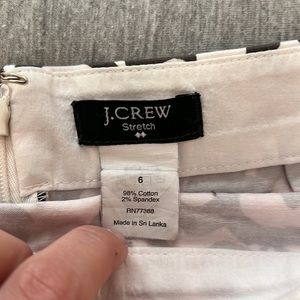 J.CREW
Stretch
6
98% Cotton
2% Spandex
RN77388
Made in Sri Lanka